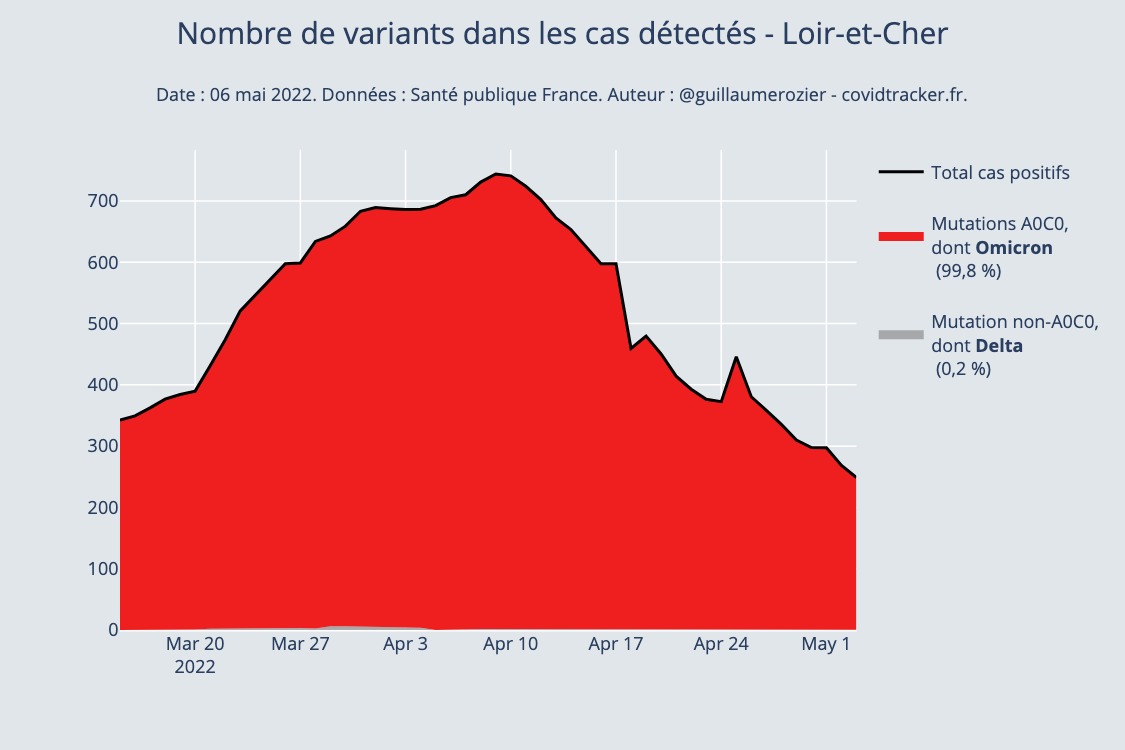 Nombre de variants dans les cas détectés - Loir-et-Cher
Date : 06 mai 2022. Données : Santé publique France. Auteur : @guillaumerozier - covidtracker.fr.
Total cas positifs
Mutations A0C0,
dont Omicron
(99,8 %)
Mutation non-A0C0,
dont Delta
(0,2 %)
700
600
500
400
300
200
100
0
Mar 20
2022
Mar 27
Apr 3
Apr 10
Apr 17
Apr 24
May 1